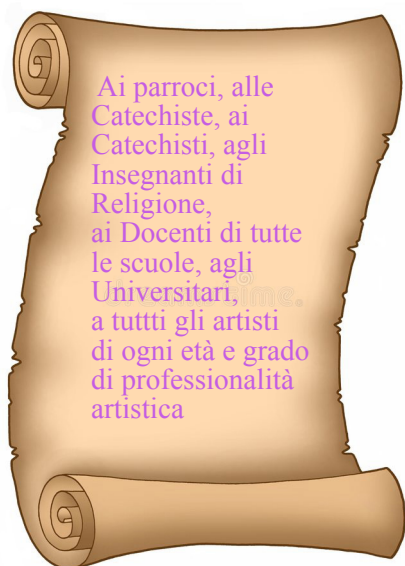 Ai parroci, alle
Catechiste, ai
Catechisti, agli
Insegnanti di
Religione,
ai Docenti di tutte
le scuole, agli
Universitari,
a tuttti gli artisti
di ogni età e grado
di professionalità
artistica